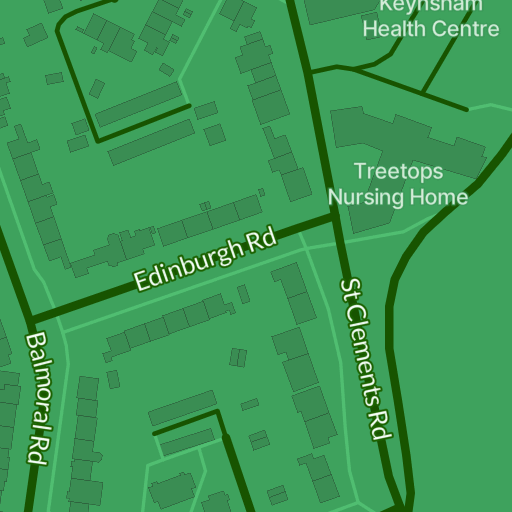 Keynsham
Health Centre
Treetops
Nursing Home
Edinburgh Rd
St Clements Rd
Balmoral Rd